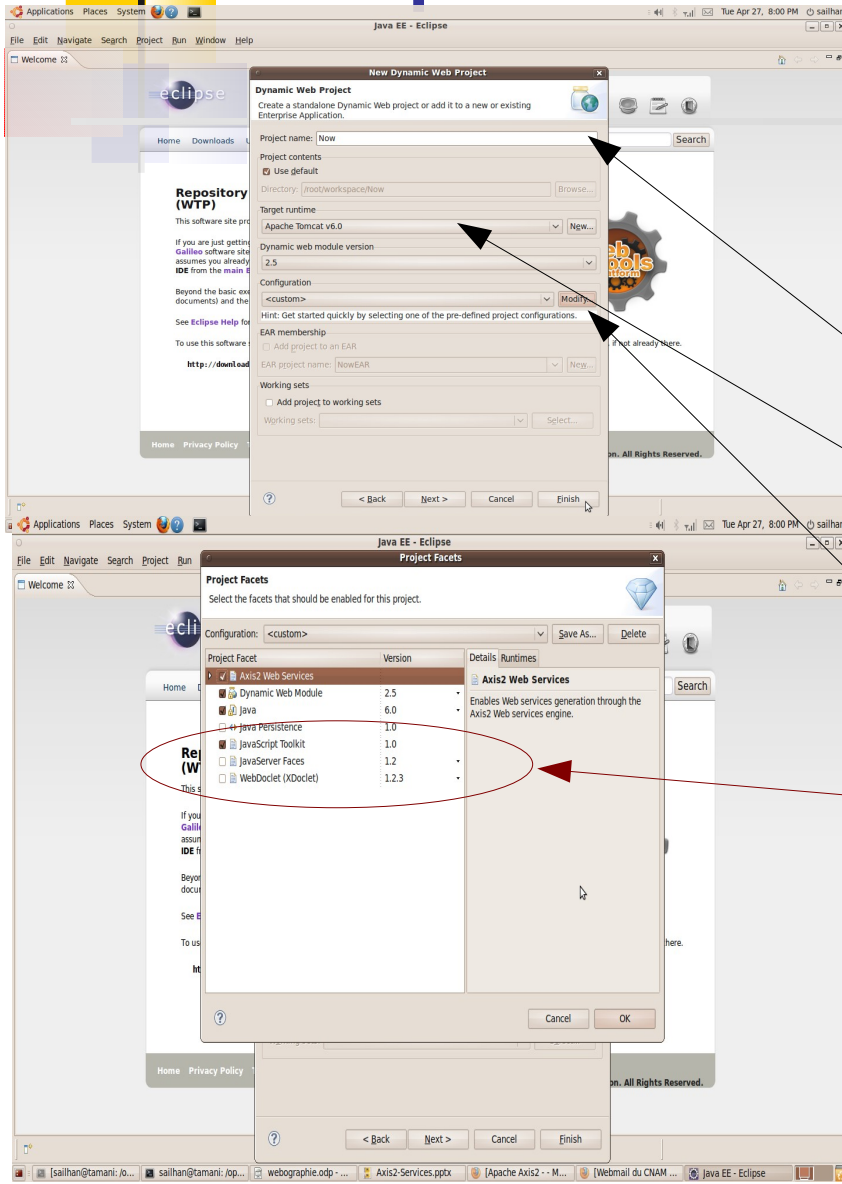 Applications Places System Tue Apr 27, 8:00 PM sailhan
Java EE - Eclipse
File Edit Navigate Search Project Run Window Help
Welcome
New Dynamic Web Project
eclipse
Dynamic Web Project
Create a standalone Dynamic Web project or add it to a new or existing
Enterprise Application.
Home Downloads
Search
Project name: Now
Project contents
Use default
Directory: /root/workspace/Now Browse...
Target runtime
Apache Tomcat v6.0 New...
Dynamic web module version
2.5
Configuration
<custom> Modify...
Hint: Get started quickly by selecting one of the pre-defined project configurations.
EAR membership
Add project to an EAR
EAR project name: NowEAR New...
Working sets
Add project to working sets
Working sets: Select...
< Back Next > Cancel Finish
Repository
(WTP)
This software site pro
If you are just getting
Galileo software site
assumes you already
IDE from the main E
Beyond the basic exe
documents) and the
See Eclipse Help for
To use this software s if not already there.
http://download
Home Privacy Policy
on. All Rights Reserved.
Applications Places System Tue Apr 27, 8:00 PM sailhan
Java EE - Eclipse
File Edit Navigate Search Project Run
Welcome
Project Facets
Project Facets
Select the facets that should be enabled for this project.
Configuration: <custom> Save As... Delete
Project Facet Version
Axis2 Web Services
Dynamic Web Module 2.5
Java 6.0
Java Persistence 1.0
JavaScript Toolkit 1.0
JavaServer Faces 1.2
WebDoclet (XDoclet) 1.2.3
Details Runtimes
Axis2 Web Services
Enables Web services generation through the
Axis2 Web services engine.
Cancel OK
ecli
Home
Search
Rep
(W
This s
If you
Galil
assum
IDE f
Beyon
docu
See E
To us here.
ht
Home Privacy Policy
on. All Rights Reserved.
< Back Next > Cancel Finish
[sailhan@tamani: /o... sailhan@tamani: /op... webographie.odp - ... Axis2-Services.pptx [Apache Axis2 - - M... [Webmail du CNAM ... Java EE - Eclipse